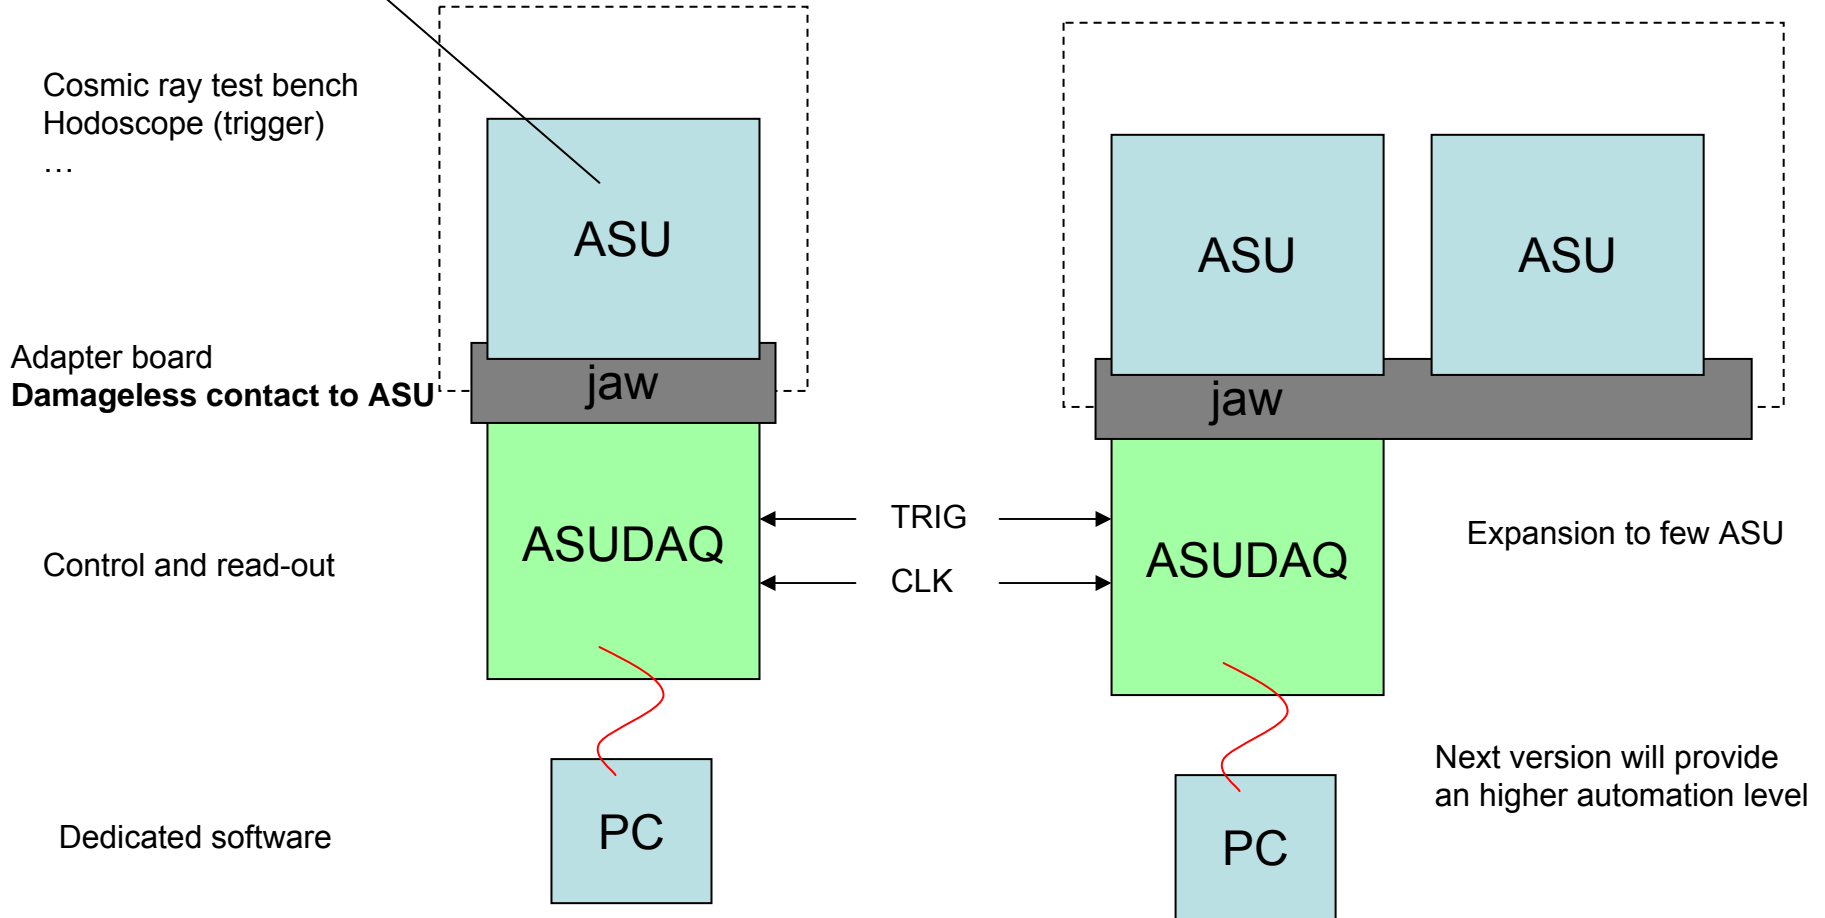 Cosmic ray test bench
Hodoscope (trigger)
…
ASU
ASU
ASU
Adapter board
Damageless contact to ASU
jaw
jaw
Control and read-out
ASUDAQ
TRIG
CLK
ASUDAQ
Expansion to few ASU
Dedicated software
PC
PC
Next version will provide
an higher automation level